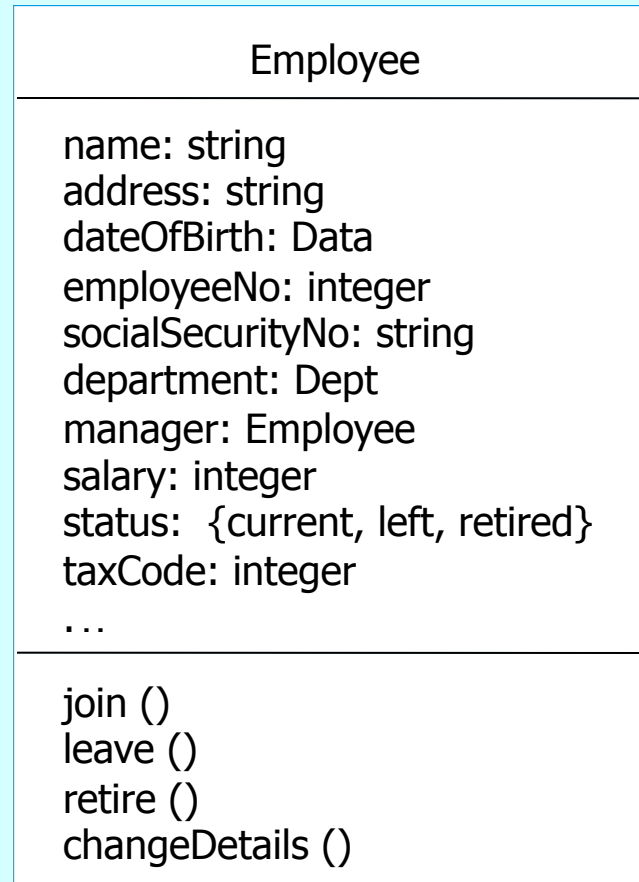 Employee
name: string
address: string
dateOfBirth: Data
employeeNo: integer
socialSecurityNo: string
department: Dept
manager: Employee
salary: integer
status:  {current, left, retired}
taxCode: integer
. . .
join ()
leave ()
retire ()
changeDetails ()